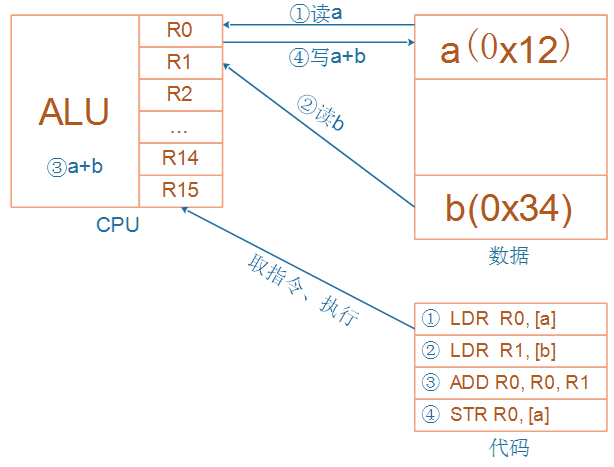 ①读a
④写a+b
②读b
ALU
③a+b
R0
R1
R2
...
R14
R15
CPU
a(0x12)
b(0x34)
数据
取指令、执行
① LDR R0, [a]
② LDR R1, [b]
③ ADD R0, R0, R1
④ STR R0, [a]
代码